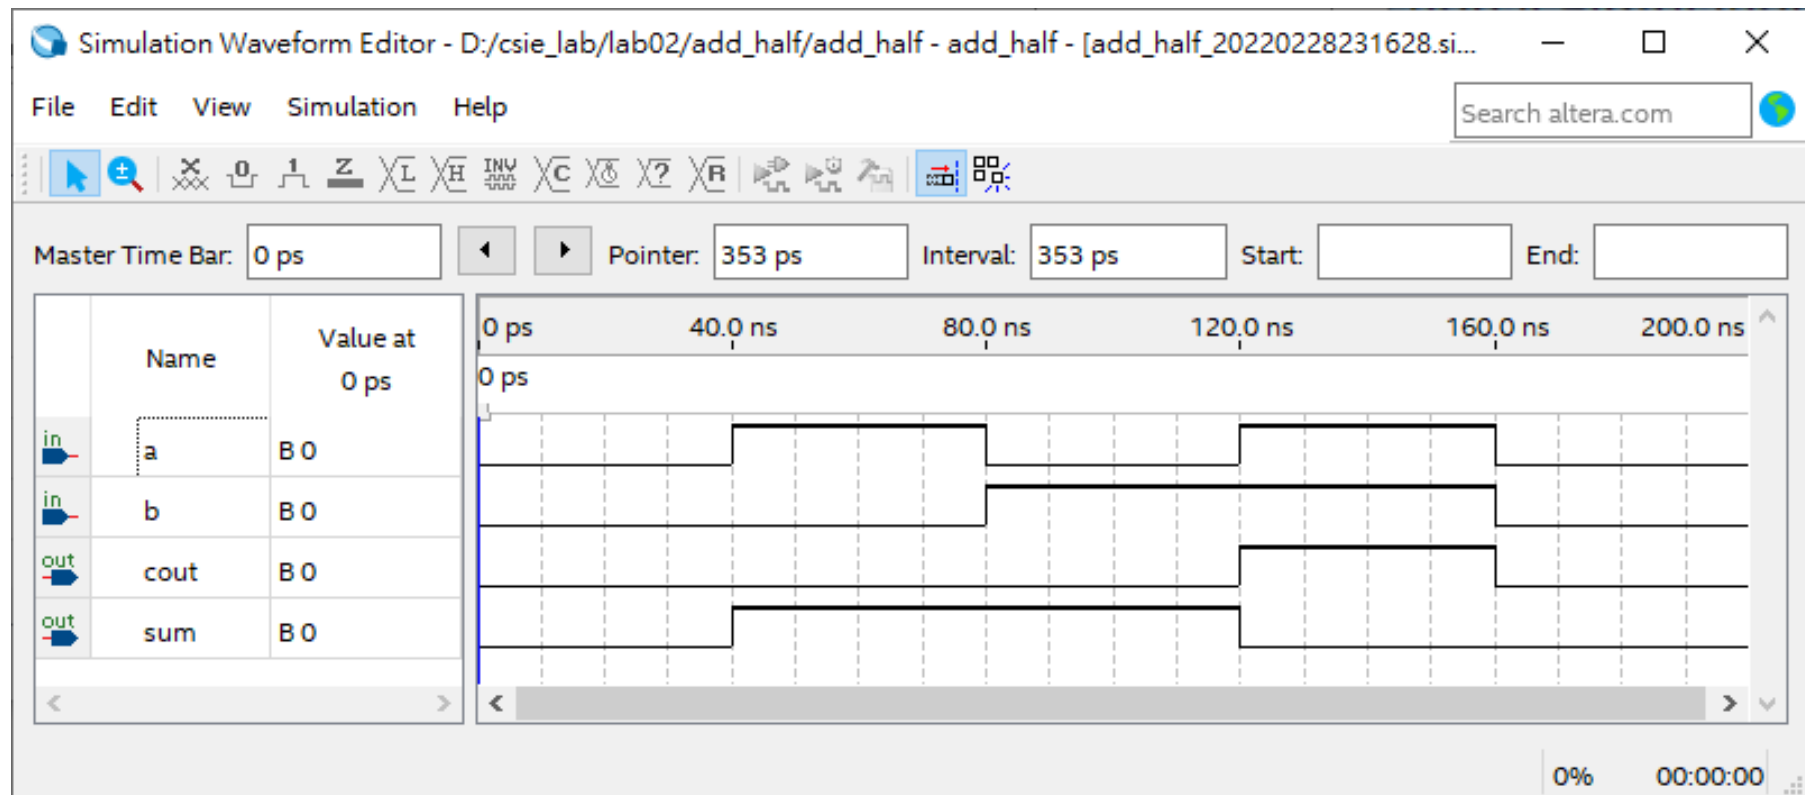 Simulation Waveform Editor - D:/csie_lab/lab02/add_half/add_half - add_half - [add_half_20220228231628.si...
File Edit View Simulation Help
Search altera.com
X 0 1 Z L H INV C ? R
Master Time Bar: 0 ps Pointer: 353 ps Interval: 353 ps Start: End:
Name Value at 0 ps
0 ps 40.0 ns 80.0 ns 120.0 ns 160.0 ns 200.0 ns
0 ps
in a B 0
in b B 0
out cout B 0
out sum B 0
0% 00:00:00